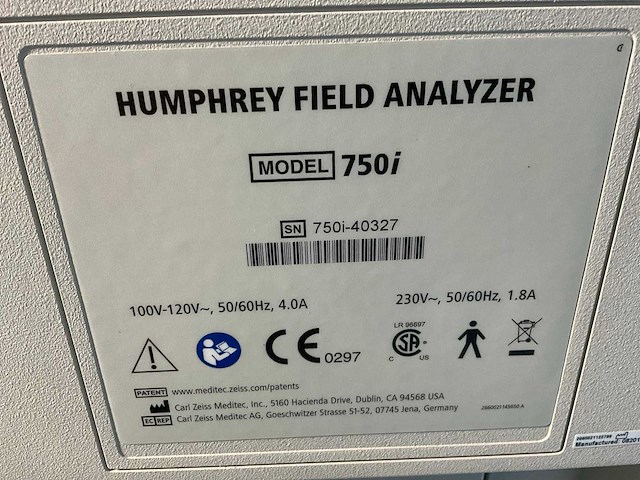 HUMPHREY FIELD ANALYZER
MODEL 750i
SN 750i-40327
100V-120V~, 50/60Hz, 4.0A 230V~, 50/60Hz, 1.8A
LR 96697
CE 0297 SA
C US
PATENT www.meditec.zeiss.com/patents
Carl Zeiss Meditec, Inc., 5160 Hacienda Drive, Dublin, CA 94568 USA
EC REP Carl Zeiss Meditec AG, Goeschwitzer Strasse 51-52, 07745 Jena, Germany
Manufactured: